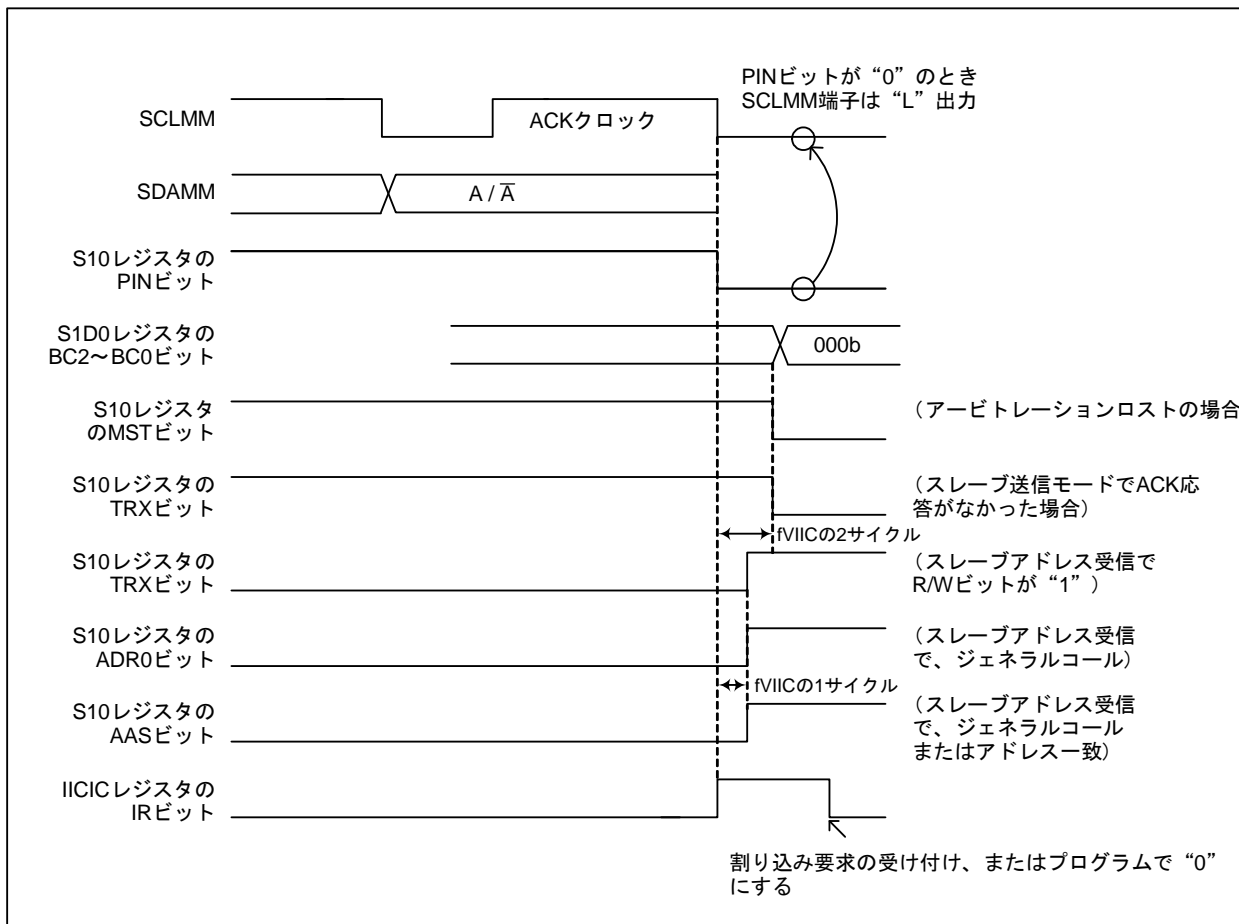 PINビットが“0”のとき
SCLMM端子は“L”出力
SCLMM
ACKクロック
SDAMM
A / A̅
S10レジスタの
PINビット
S1D0レジスタの
BC2～BC0ビット
000b
S10レジスタ
のMSTビット
（アービトレーションロストの場合
S10レジスタの
TRXビット
（スレーブ送信モードでACK応
答がなかった場合）
fVIICの2サイクル
S10レジスタの
TRXビット
（スレーブアドレス受信で
R/Wビットが“1”）
S10レジスタの
ADR0ビット
（スレーブアドレス受信
で、ジェネラルコール）
fVIICの1サイクル
S10レジスタの
AASビット
（スレーブアドレス受信
で、ジェネラルコール
またはアドレス一致）
IICICレジスタの
IRビット
割り込み要求の受け付け、またはプログラムで“0”
にする